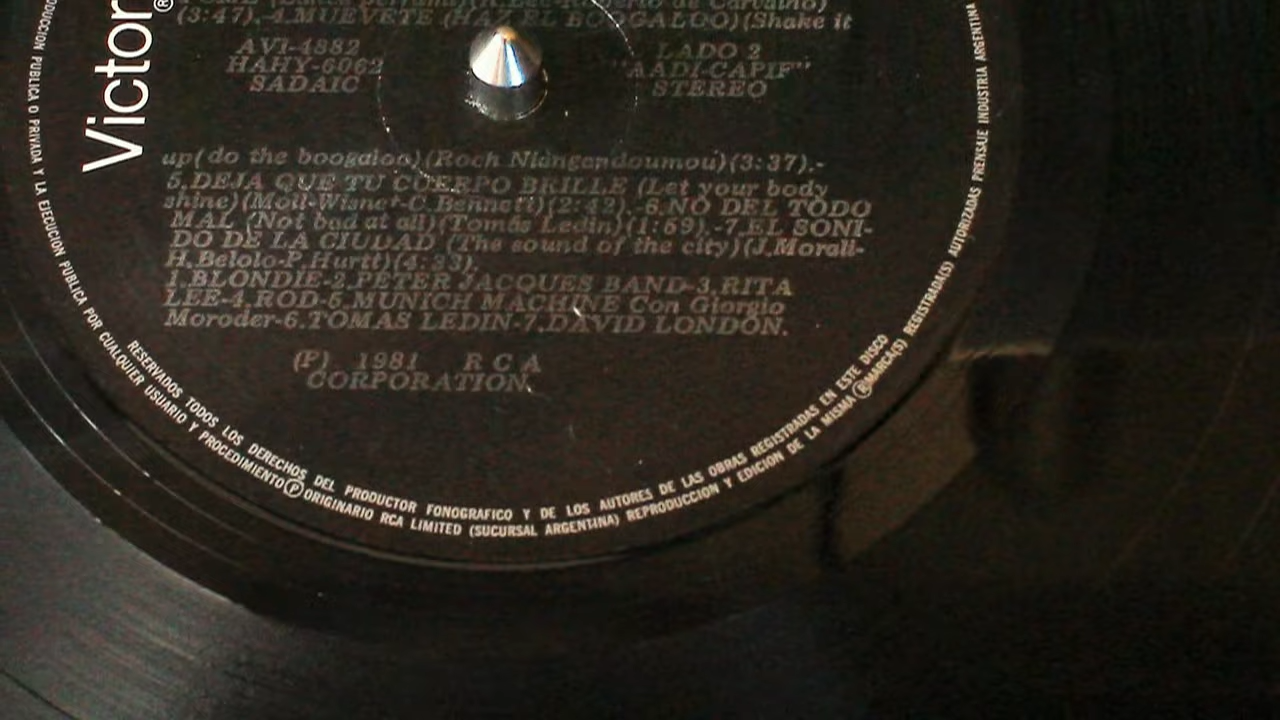 (3:47).-4.MUEVETE (HAZ EL BOOGALOO)(Shake it
AVI-4882
HAHY-6062
SADAIC
LADO 2
"AADI-CAPIF"
STEREO
up(do the boogaloo)(Roch Niangandoumou)(3:37).-
5.DEJA QUE TU CUERPO BRILLE (Let your body
shine)(Moll-Wisnet-C.Bennett)(2:42).-6.NO DEL TODO
MAL (Not bad at all)(Tomás Ledin)(1:59).-7.EL SONI-
DO DE LA CIUDAD (The sound of the city)(J.Morali-
H.Belolo-P.Hurtt)(4:33).
1.BLONDIE-2.PETER JACQUES BAND-3.RITA
LEE-4.ROD-5.MUNICH MACHINE Con Giorgio
Moroder-6.TOMAS LEDIN-7.DAVID LONDON.
(P) 1981 RCA
CORPORATION.
Victor®
RESERVADOS TODOS LOS DERECHOS DEL PRODUCTOR FONOGRAFICO Y DE LOS AUTORES DE LAS OBRAS REGISTRADAS EN ESTE DISCO
PUBLICA O PRIVADA Y LA EJECUCION PUBLICA POR CUALQUIER USUARIO Y PROCEDIMIENTO Ⓟ ORIGINARIO RCA LIMITED (SUCURSAL ARGENTINA) REPRODUCCION Y EDICION DE LA MISMA ® MARCA(S) REGISTRADA(S) AUTORIZADAS PRENSUE INDUSTRIA ARGENTINA